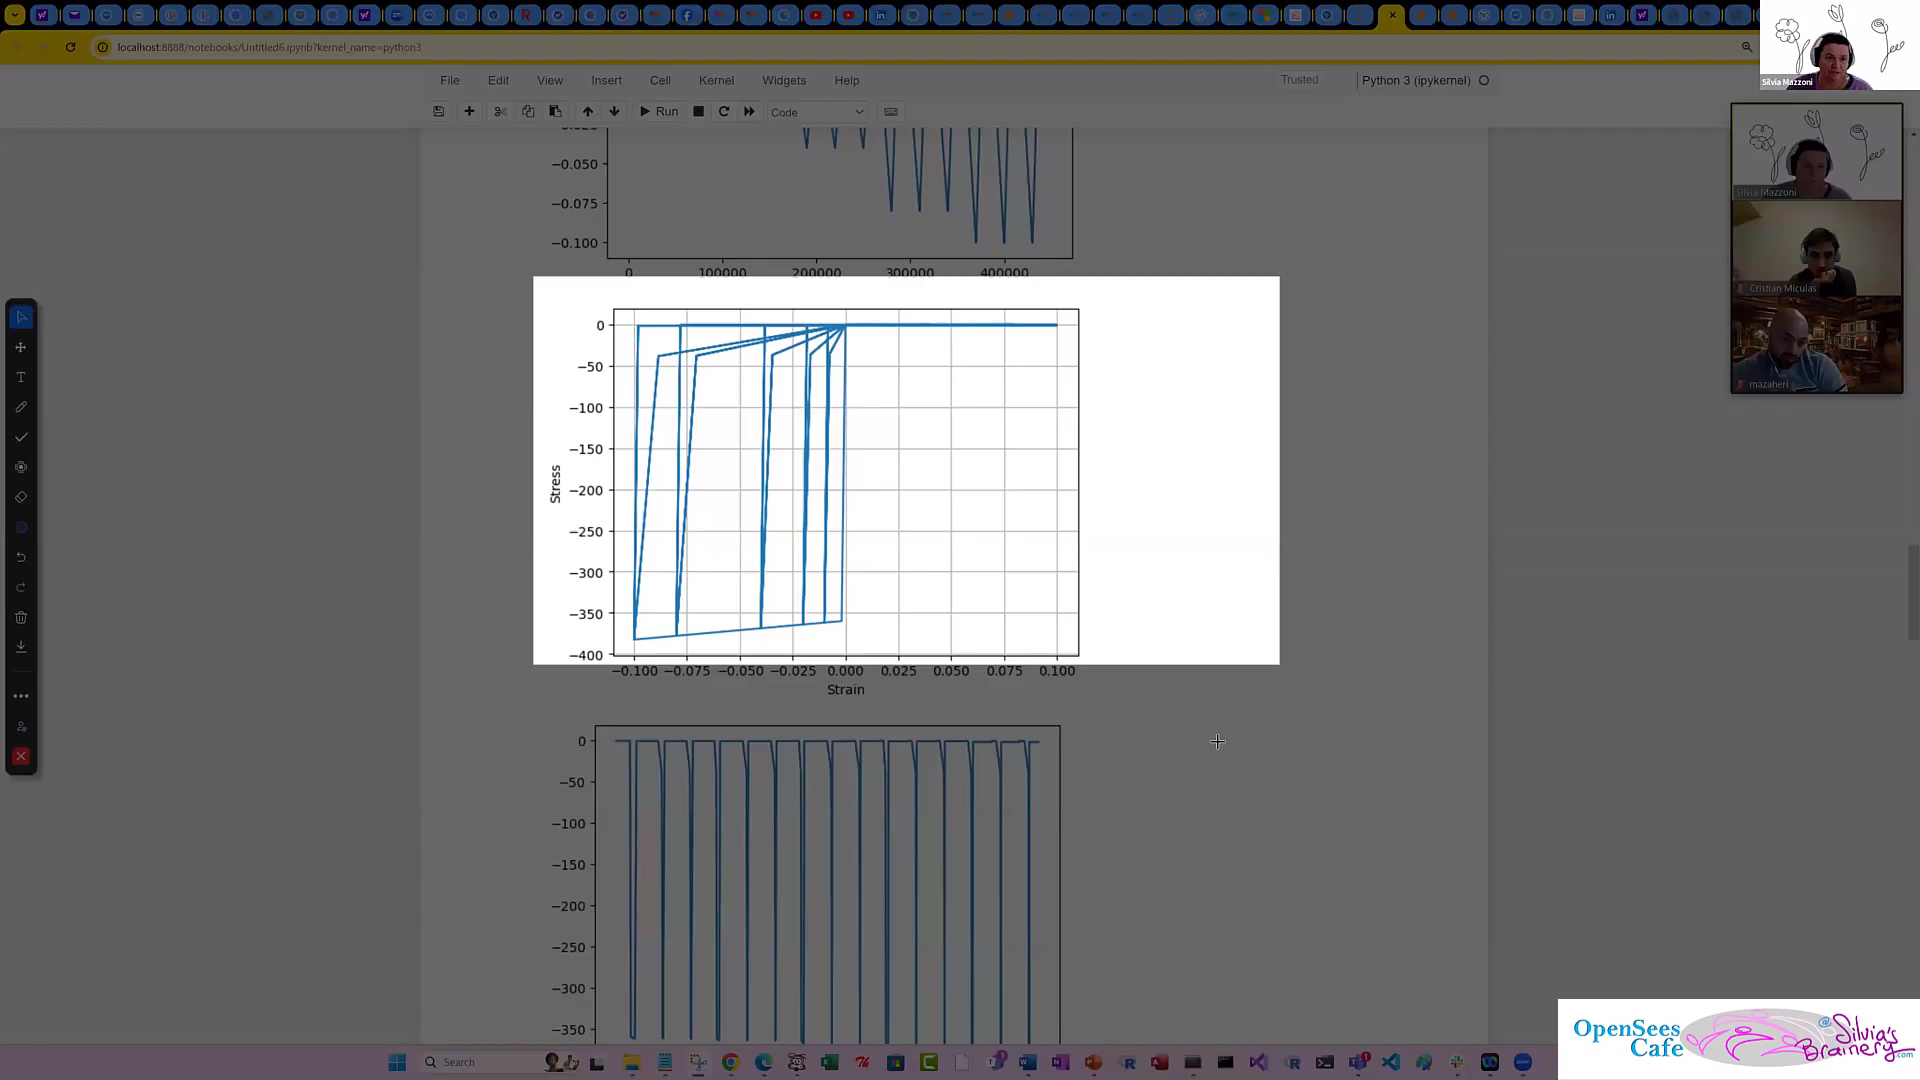 localhost:8888/notebooks/Untitled6.ipynb?kernel_name=python3
Silvia Mazzoni
File Edit View Insert Cell Kernel Widgets Help
Trusted Python 3 (ipykernel)
Run Code
−0.025
−0.050
−0.075
−0.100
0 100000 200000 300000 400000
Silvia Mazzoni
Cristian Miculas
mazaheri
0
−50
−100
−150
−200
−250
−300
−350
−400
Stress
−0.100 −0.075 −0.050 −0.025 0.000 0.025 0.050 0.075 0.100
Strain
0
−50
−100
−150
−200
−250
−300
−350
OpenSees
Cafe
@Silvia's
Brainery.com
Search